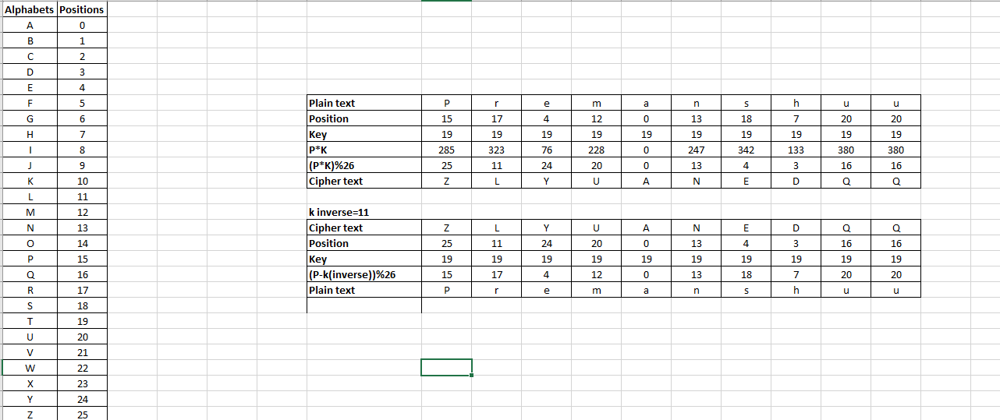 Alphabets Positions
A 0
B 1
C 2
D 3
E 4
F 5 Plain text P r e m a n s h u u
G 6 Position 15 17 4 12 0 13 18 7 20 20
H 7 Key 19 19 19 19 19 19 19 19 19 19
I 8 P*K 285 323 76 228 0 247 342 133 380 380
J 9 (P*K)%26 25 11 24 20 0 13 4 3 16 16
K 10 Cipher text Z L Y U A N E D Q Q
L 11
M 12 k inverse=11
N 13 Cipher text Z L Y U A N E D Q Q
O 14 Position 25 11 24 20 0 13 4 3 16 16
P 15 Key 19 19 19 19 19 19 19 19 19 19
Q 16 (P-k(inverse))%26 15 17 4 12 0 13 18 7 20 20
R 17 Plain text P r e m a n s h u u
S 18
T 19
U 20
V 21
W 22
X 23
Y 24
Z 25